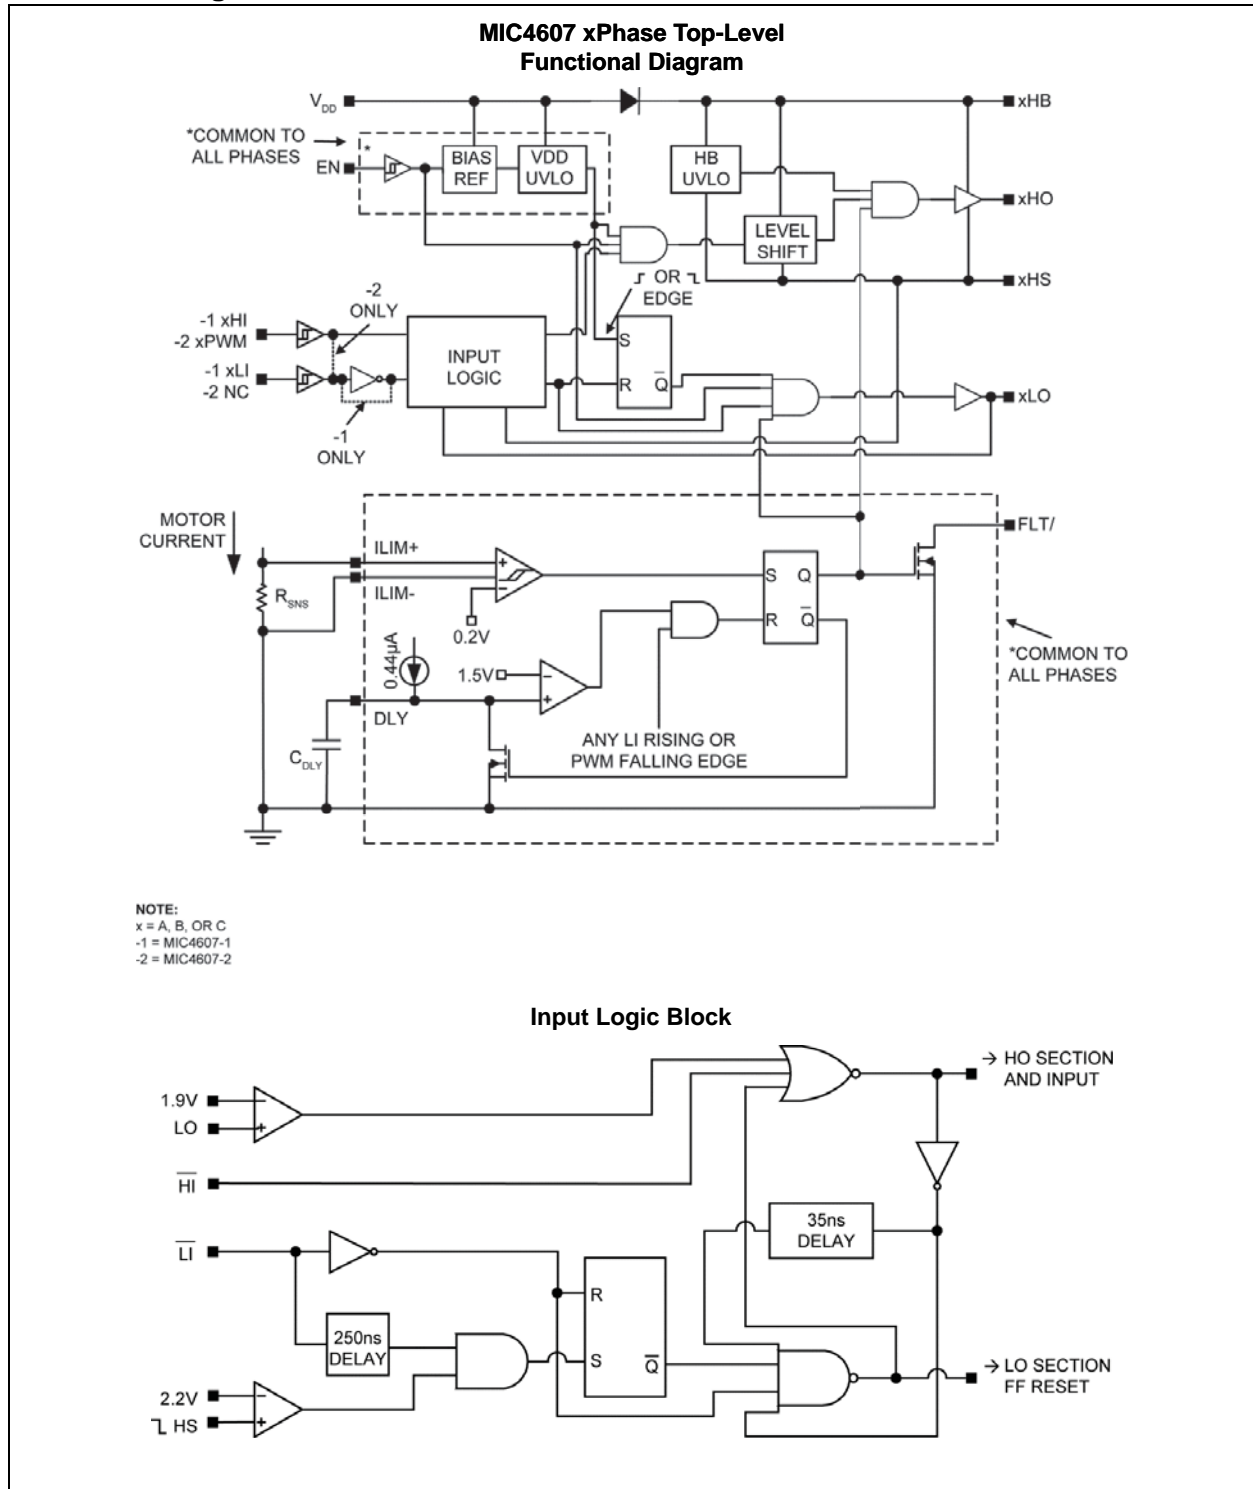 MIC4607 xPhase Top-Level
Functional Diagram
VDD
xHB
*COMMON TO
ALL PHASES
*
EN
BIAS
REF
VDD
UVLO
HB
UVLO
xHO
LEVEL
SHIFT
xHS
OR
EDGE
-2
ONLY
-1 xHI
-2 xPWM
-1 xLI
-2 NC
INPUT
LOGIC
S
R
Q̅
xLO
-1
ONLY
MOTOR
CURRENT
ILIM+
ILIM-
RSNS
+
-
-
0.2V
S
Q
R
Q̅
FLT/
0.44µA
1.5V
-
+
DLY
CDLY
ANY LI RISING OR
PWM FALLING EDGE
*COMMON TO
ALL PHASES
NOTE:
x = A, B, OR C
-1 = MIC4607-1
-2 = MIC4607-2
Input Logic Block
→ HO SECTION
AND INPUT
1.9V
-
LO
+
H̅I̅
35ns
DELAY
L̅I̅
R
S
Q̅
250ns
DELAY
→ LO SECTION
FF RESET
2.2V
-
HS
+